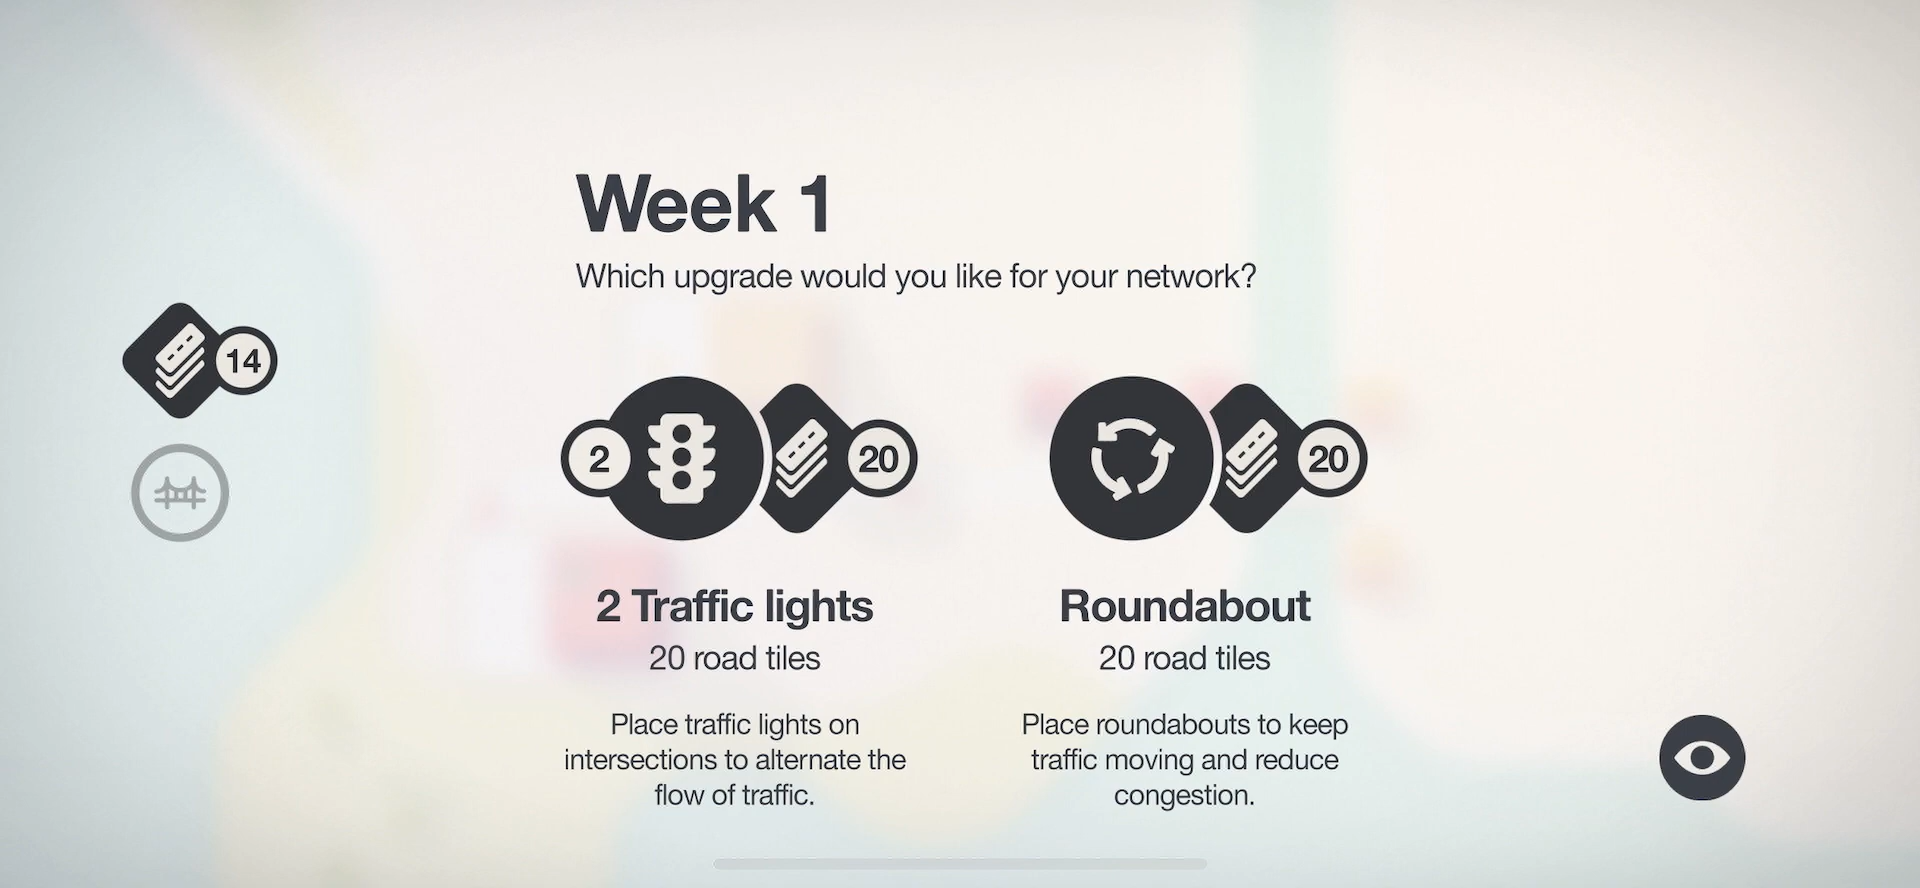 Week 1
Which upgrade would you like for your network?
14
2
20
20
2 Traffic lights
20 road tiles
Place traffic lights on
intersections to alternate the
flow of traffic.
Roundabout
20 road tiles
Place roundabouts to keep
traffic moving and reduce
congestion.